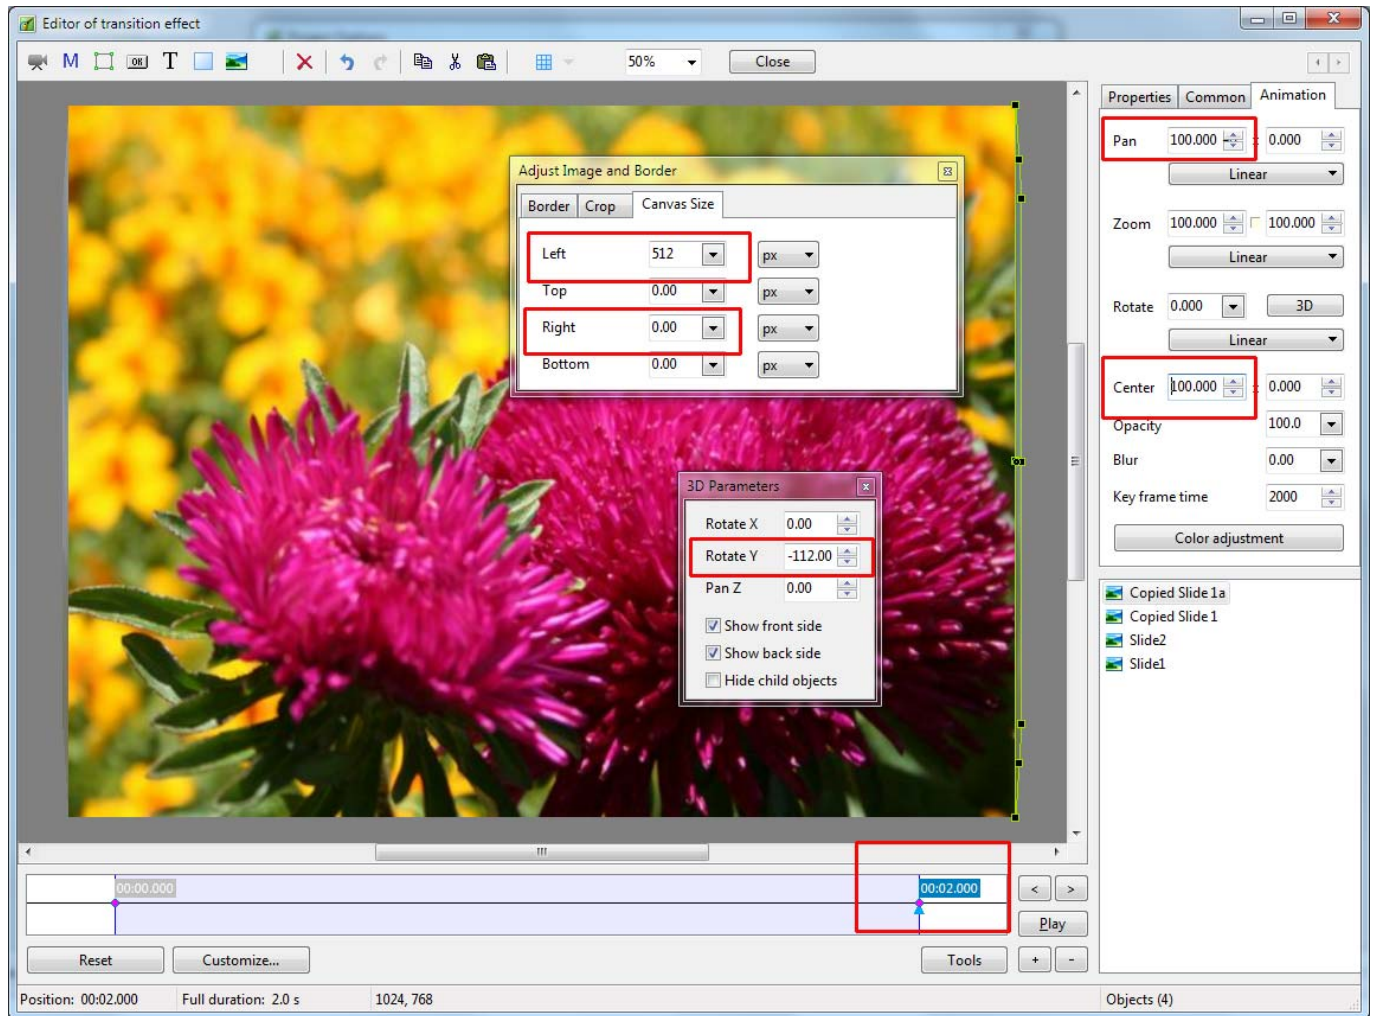 Editor of transition effect
M OK T 50% Close
Properties Common Animation
Pan 100.000 0.000
Linear
Zoom 100.000 100.000
Linear
Rotate 0.000 3D
Linear
Center 100.000 0.000
Opacity 100.0
Blur 0.00
Key frame time 2000
Color adjustment
Adjust Image and Border
Border Crop Canvas Size
Left 512 px
Top 0.00 px
Right 0.00 px
Bottom 0.00 px
3D Parameters
Rotate X 0.00
Rotate Y -112.00
Pan Z 0.00
Show front side
Show back side
Hide child objects
Copied Slide 1a
Copied Slide 1
Slide2
Slide1
00:00.000 00:02.000 < >
Play
Reset Customize... Tools + -
Position: 00:02.000 Full duration: 2.0 s 1024, 768 Objects (4)